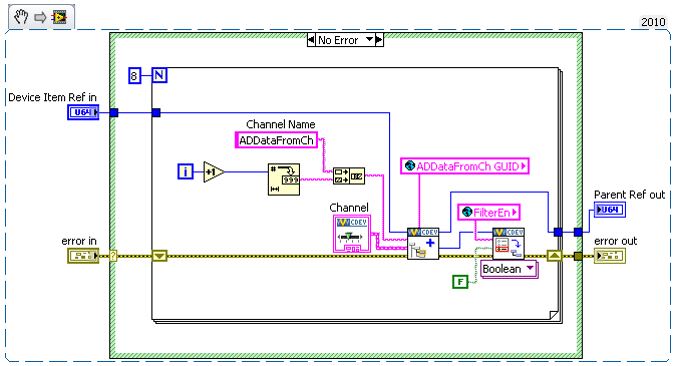 2010
No Error
8 N
Device Item Ref in
U64
Channel Name
ADDataFromCh
ADDataFromCh GUID
i
+1
#
999
Channel
CDEV
FilterEn
CDEV
CDEV
Parent Ref out
U64
error in
?
error out
Boolean
F